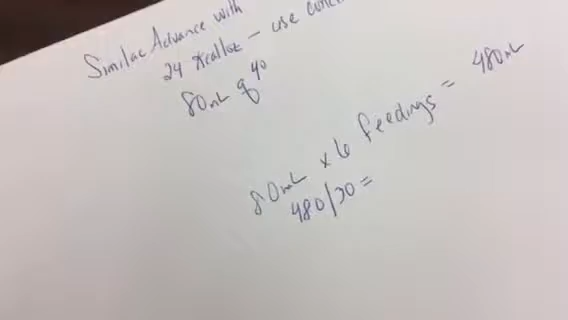 Similac Advance with
24 kcal/oz – use
80mL q 4°
80mL x 6 feedings = 480mL
480/30 =